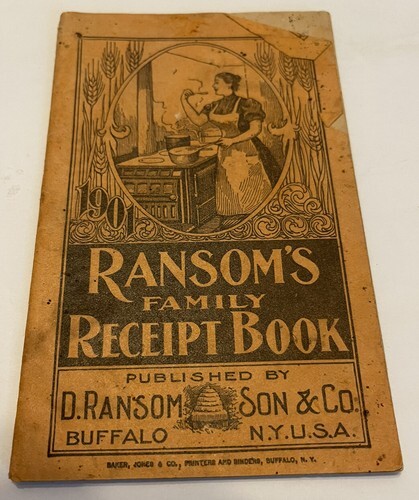 1901
RANSOM'S
FAMILY
RECEIPT BOOK
PUBLISHED BY
D. RANSOM SON & CO.
BUFFALO N.Y.U.S.A.
BAKER, JONES & CO., PRINTERS AND BINDERS, BUFFALO, N. Y.